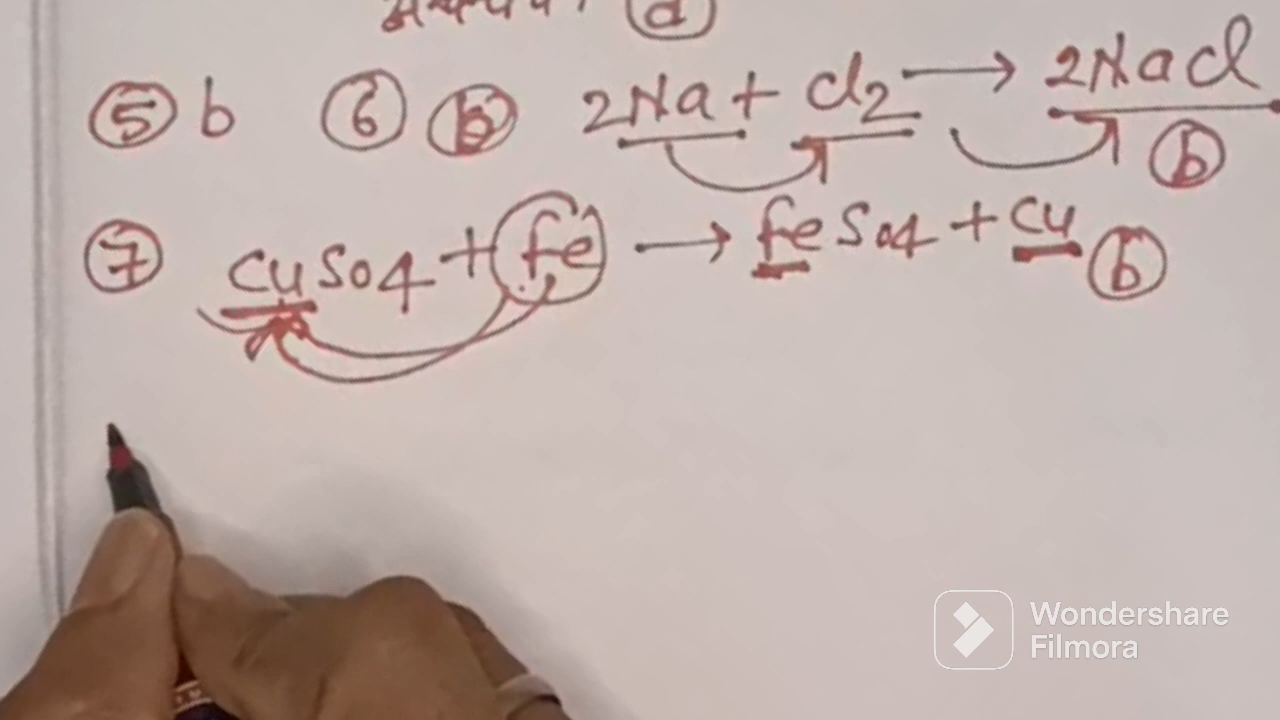 d
⑤ b ⑥ ⓑ 2Na + Cl2 → 2NaCl ⓑ
⑦ CuSo4 + fe → feSo4 + Cu ⓑ
Wondershare
Filmora